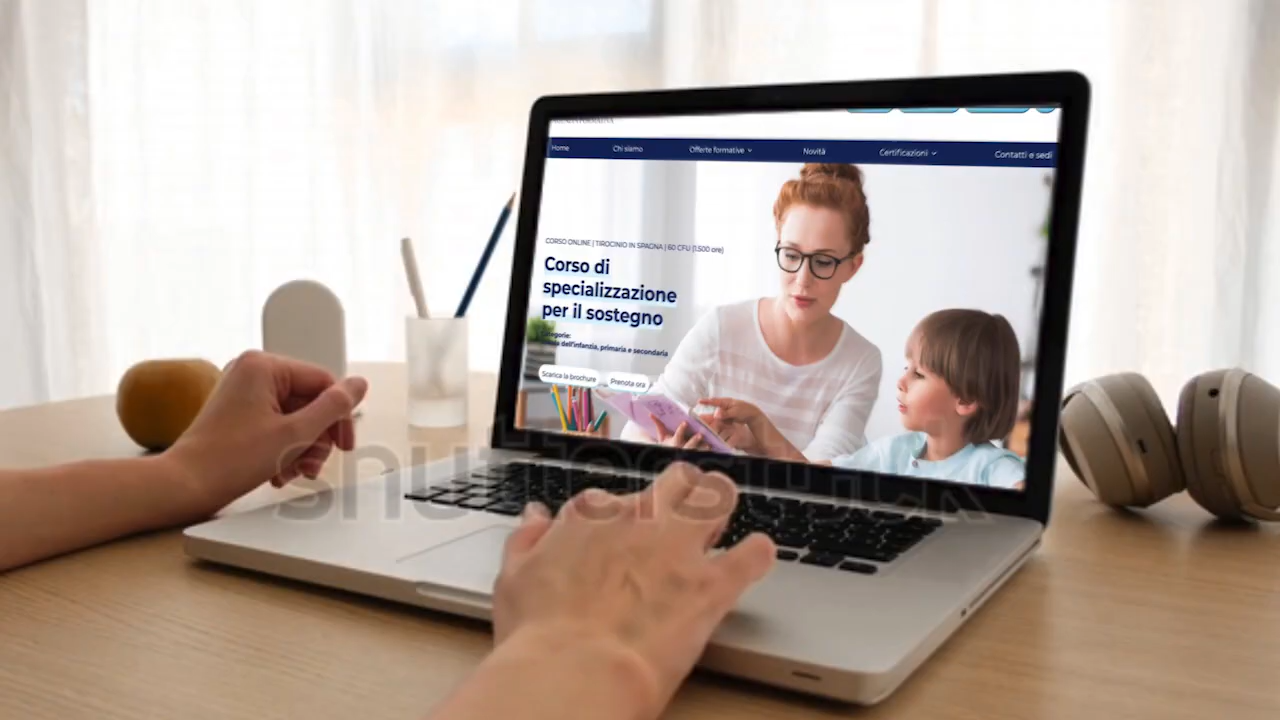 Home Chi siamo Offerte formative Novità Certificazioni Contatti e sedi
CORSO ONLINE | TIROCINIO IN SPAGNA | 60 CFU (1.500 ore)
Corso di
specializzazione
per il sostegno
dell'infanzia, primaria e secondaria
Scarica la brochure Prenota ora
shutterstock